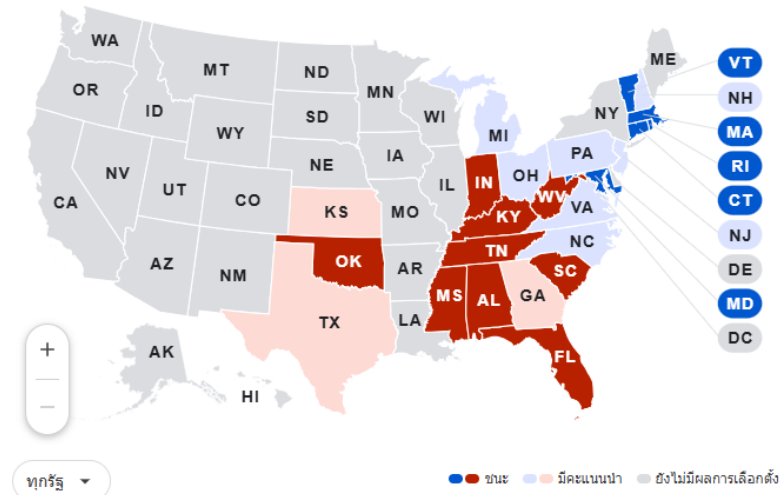 WA
OR
CA
NV
ID
MT
WY
UT
AZ
CO
NM
ND
SD
NE
KS
OK
TX
MN
IA
MO
AR
LA
WI
IL
MI
IN
OH
KY
TN
MS
AL
GA
FL
SC
NC
VA
WV
PA
NY
ME
VT
NH
MA
RI
CT
NJ
DE
MD
DC
AK
HI
+
−
ทุกรัฐ
ชนะ
มีคะแนนนำ
ยังไม่มีผลการเลือกตั้ง